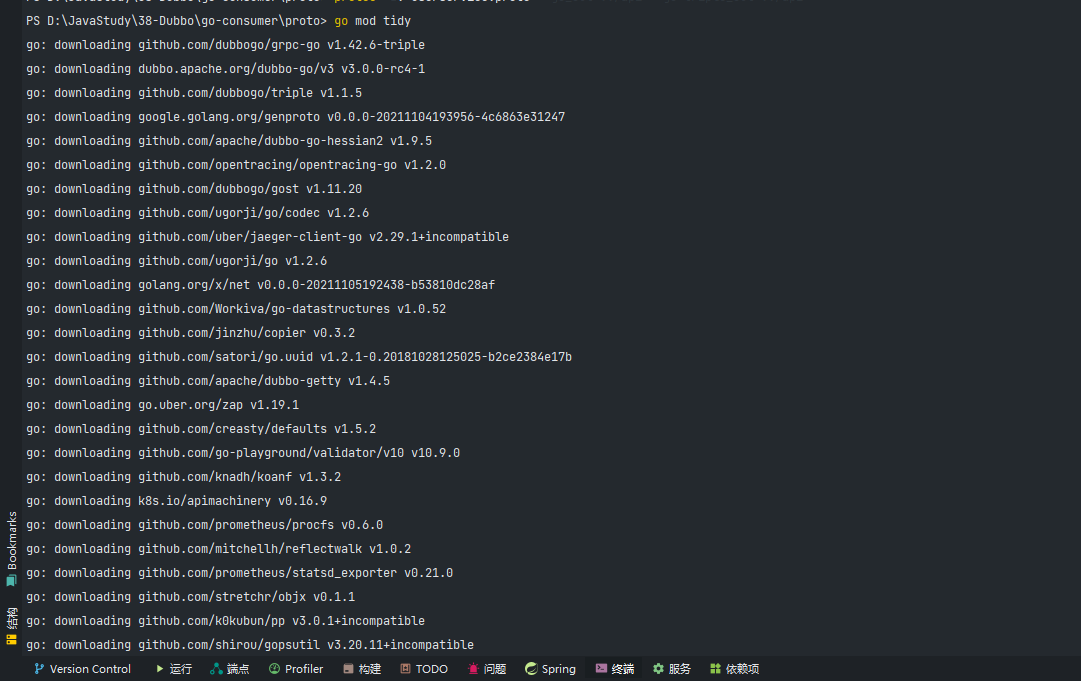 PS D:\JavaStudy\38-Dubbo\go-consumer\proto> go mod tidy
go: downloading github.com/dubbogo/grpc-go v1.42.6-triple
go: downloading dubbo.apache.org/dubbo-go/v3 v3.0.0-rc4-1
go: downloading github.com/dubbogo/triple v1.1.5
go: downloading google.golang.org/genproto v0.0.0-20211104193956-4c6863e31247
go: downloading github.com/apache/dubbo-go-hessian2 v1.9.5
go: downloading github.com/opentracing/opentracing-go v1.2.0
go: downloading github.com/dubbogo/gost v1.11.20
go: downloading github.com/ugorji/go/codec v1.2.6
go: downloading github.com/uber/jaeger-client-go v2.29.1+incompatible
go: downloading github.com/ugorji/go v1.2.6
go: downloading golang.org/x/net v0.0.0-20211105192438-b53810dc28af
go: downloading github.com/Workiva/go-datastructures v1.0.52
go: downloading github.com/jinzhu/copier v0.3.2
go: downloading github.com/satori/go.uuid v1.2.1-0.20181028125025-b2ce2384e17b
go: downloading github.com/apache/dubbo-getty v1.4.5
go: downloading go.uber.org/zap v1.19.1
go: downloading github.com/creasty/defaults v1.5.2
go: downloading github.com/go-playground/validator/v10 v10.9.0
go: downloading github.com/knadh/koanf v1.3.2
go: downloading k8s.io/apimachinery v0.16.9
go: downloading github.com/prometheus/procfs v0.6.0
go: downloading github.com/mitchellh/reflectwalk v1.0.2
go: downloading github.com/prometheus/statsd_exporter v0.21.0
go: downloading github.com/stretchr/objx v0.1.1
go: downloading github.com/k0kubun/pp v3.0.1+incompatible
go: downloading github.com/shirou/gopsutil v3.20.11+incompatible
Bookmarks
结构
Version Control 运行 端点 Profiler 构建 TODO 问题 Spring 终端 服务 依赖项